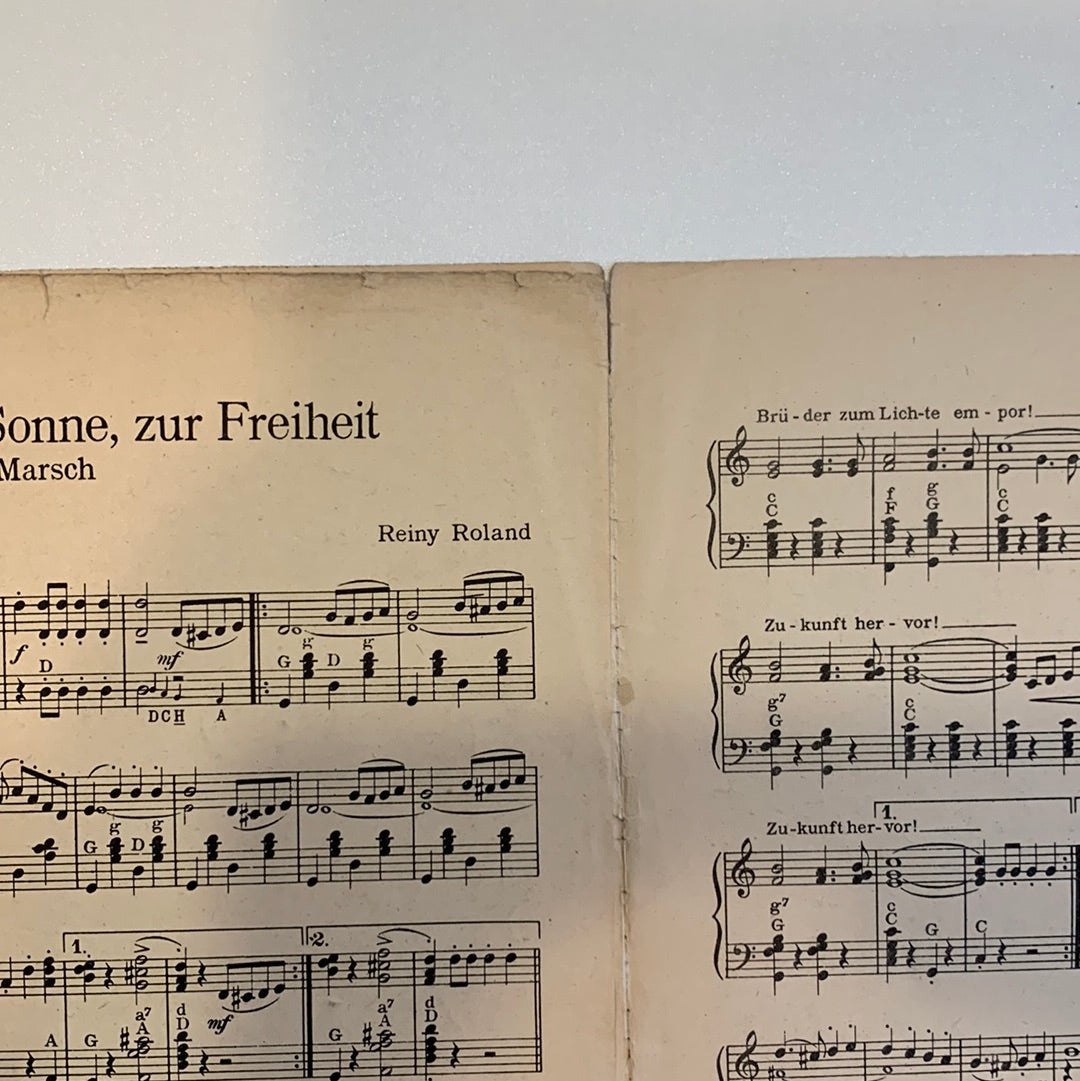 Sonne, zur Freiheit
Marsch
Reiny Roland
f
D
mf
G g D g
D C H A
G g D g
1. 2.
A G a7 A d D mf G a7 A d D
Brü - der zum Lich - te em - por!
c f g c
C F G C
Zu - kunft her - vor!
g7 c
G C
1.
Zu - kunft her - vor!
g7 c
G C G C